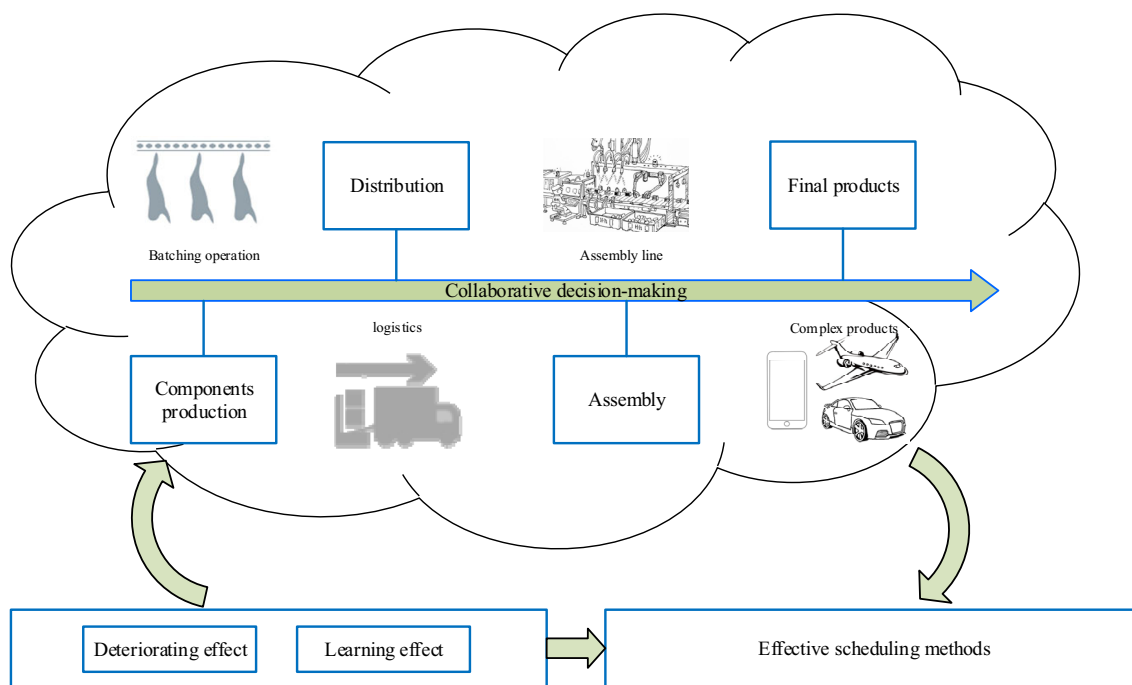 Distribution
Final products
Batching operation
Assembly line
Collaborative decision-making
logistics
Complex products
Components
production
Assembly
Deteriorating effect
Learning effect
Effective scheduling methods